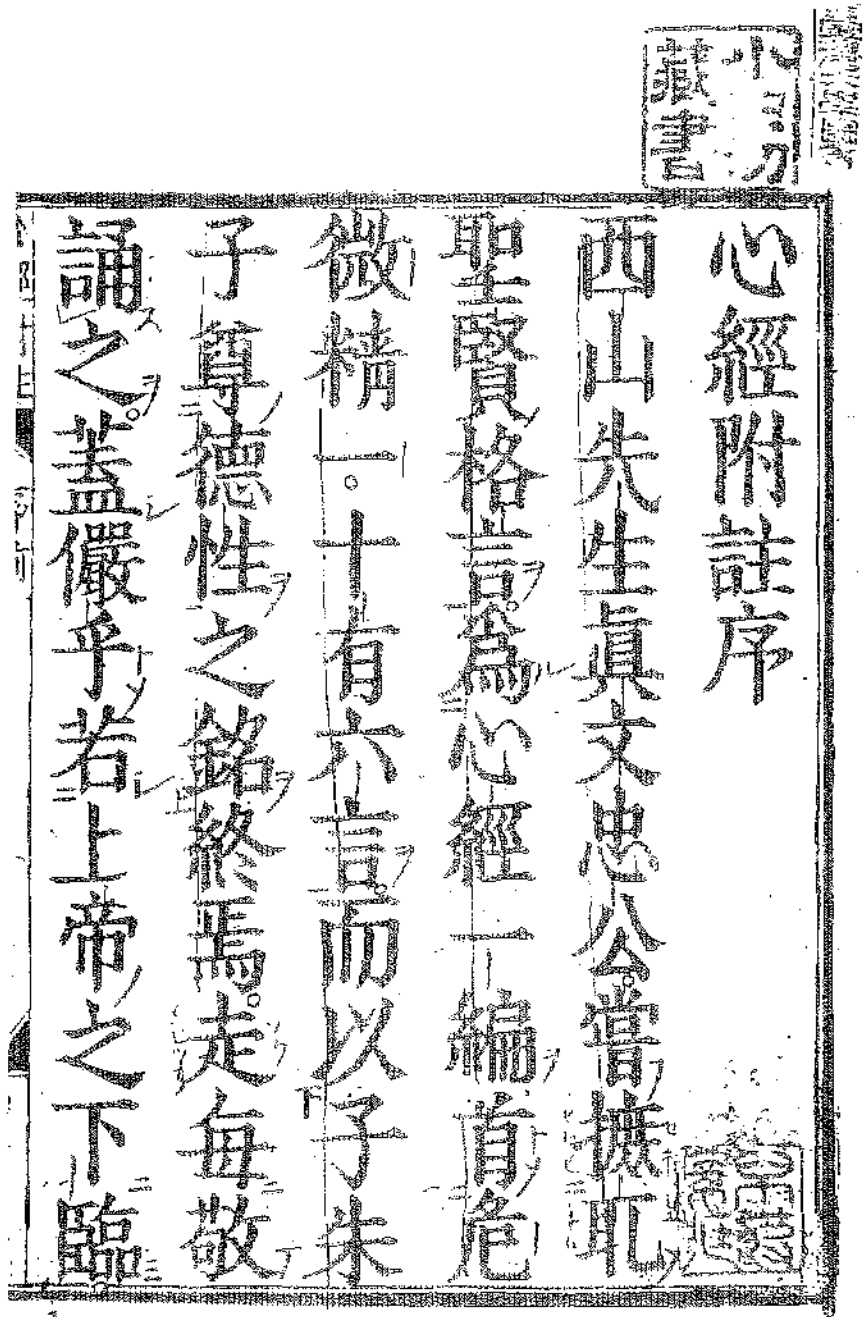 藏書
心經附註序
西山先生眞文忠公嘗摭耴
聖賢格言爲心經一編首危
微精一十有六言而以子朱
子尊德性之銘終焉走每敬
誦之蓋儼乎若上帝之下臨